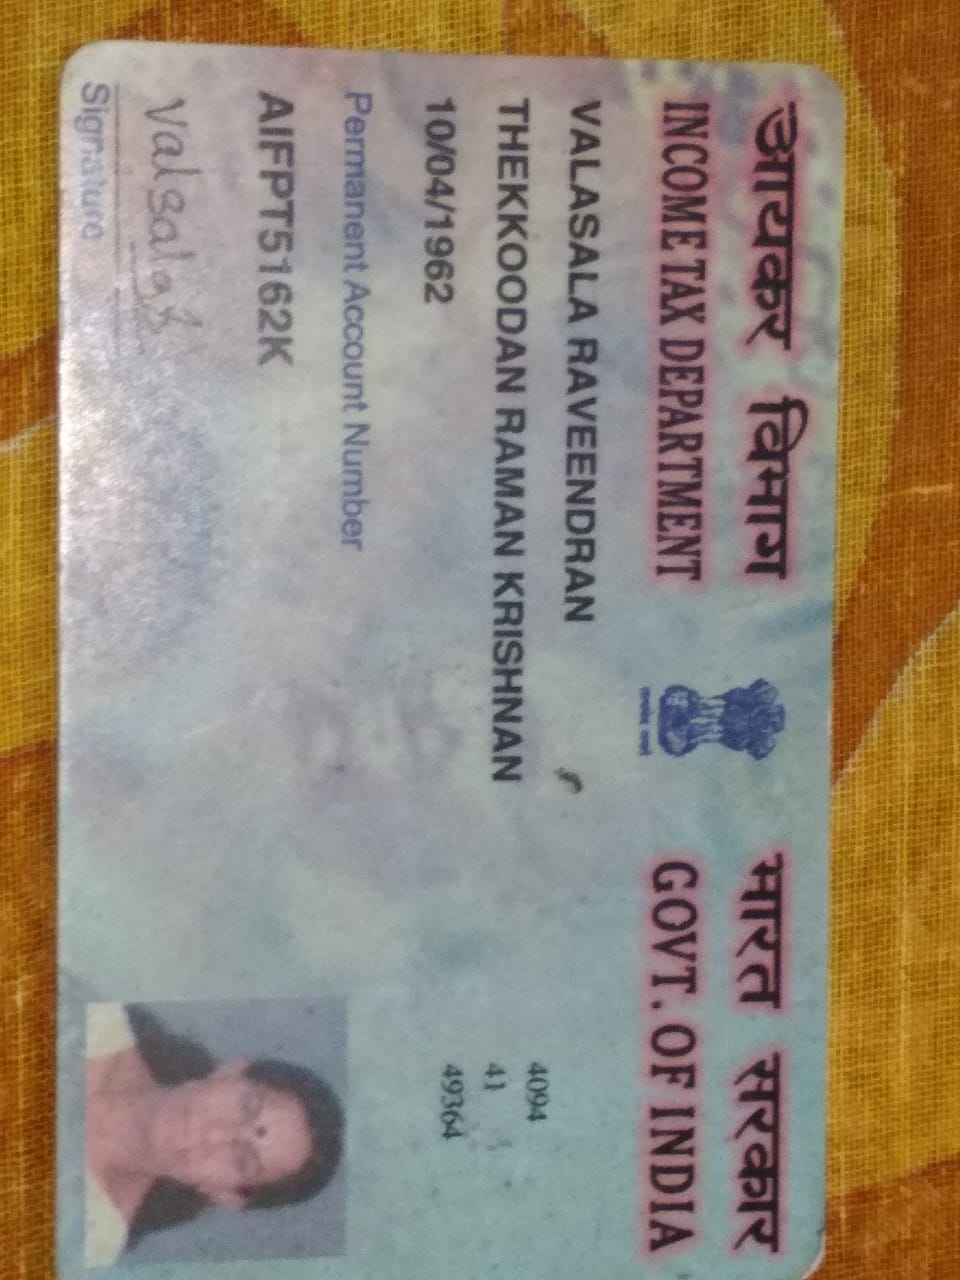 आयकर विभाग
INCOME TAX DEPARTMENT
भारत सरकार
GOVT. OF INDIA
VALASALA RAVEENDRAN
THEKKOODAN RAMAN KRISHNAN
10/04/1962
Permanent Account Number
AIFPT5162K
Signature
4094
41
49364